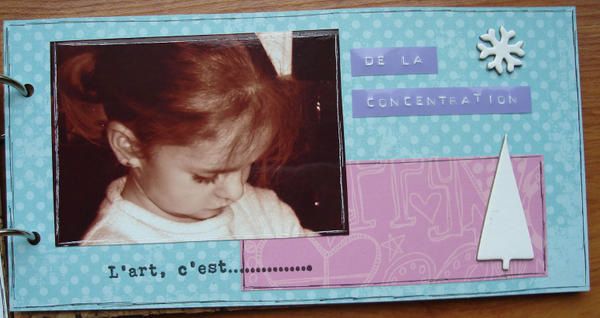 DE LA
CONCENTRATION
L'art, c'est...............